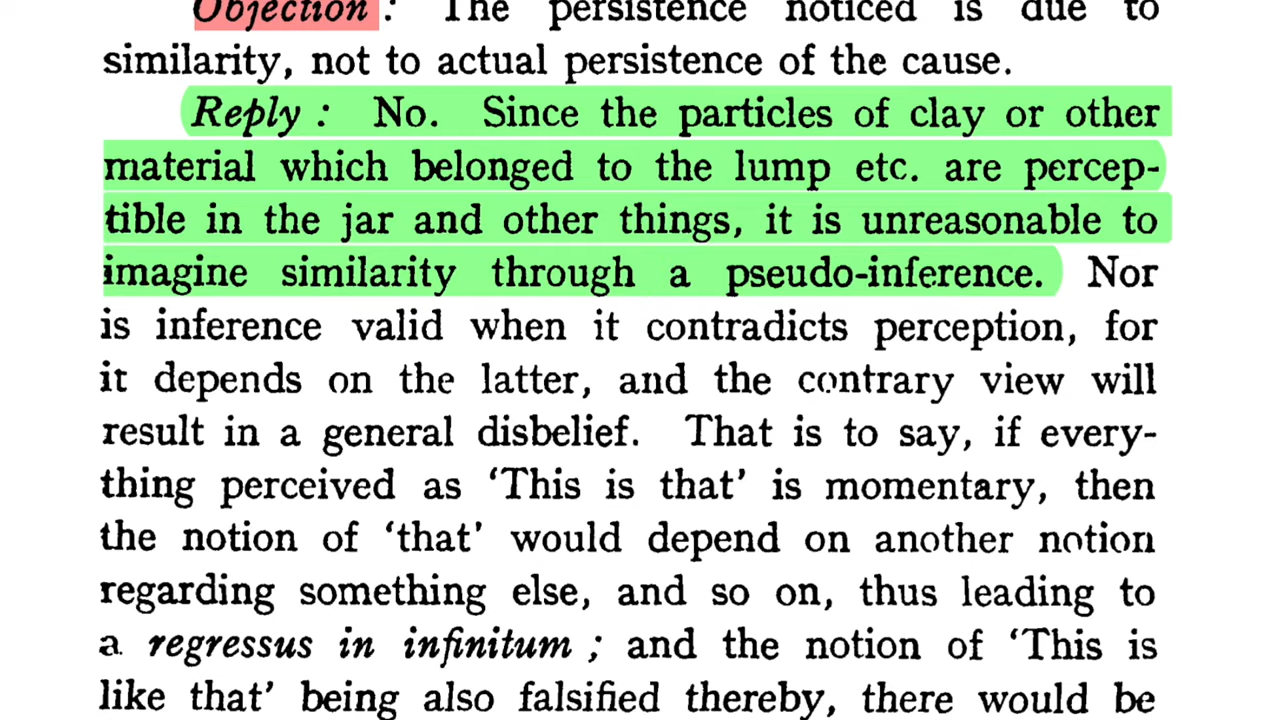 Objection : The persistence noticed is due to
similarity, not to actual persistence of the cause.
Reply : No. Since the particles of clay or other
material which belonged to the lump etc. are percep-
tible in the jar and other things, it is unreasonable to
imagine similarity through a pseudo-inference. Nor
is inference valid when it contradicts perception, for
it depends on the latter, and the contrary view will
result in a general disbelief. That is to say, if every-
thing perceived as ‘This is that’ is momentary, then
the notion of ‘that’ would depend on another notion
regarding something else, and so on, thus leading to
a regressus in infinitum ; and the notion of ‘This is
like that’ being also falsified thereby, there would be